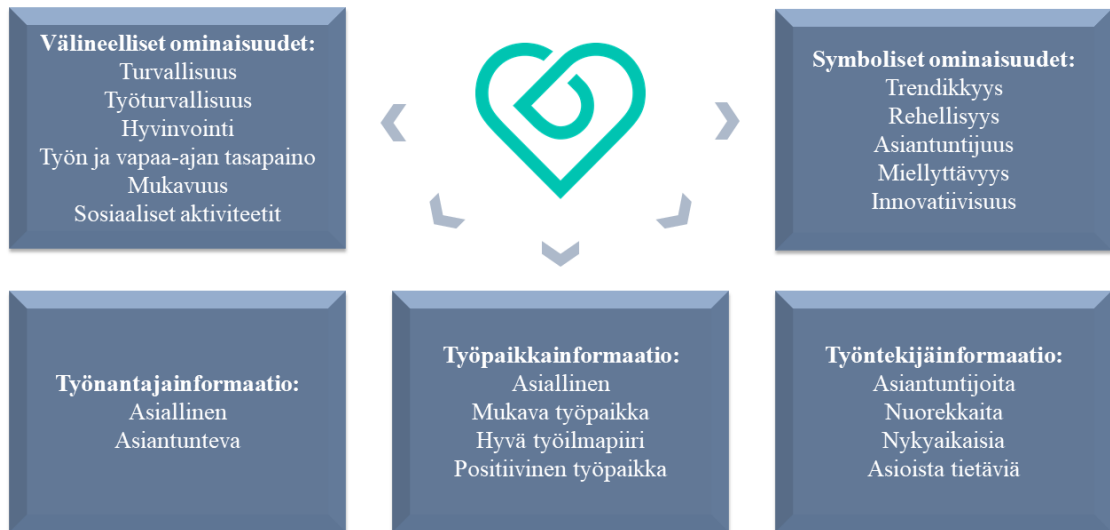 Välineelliset ominaisuudet:
Turvallisuus
Työturvallisuus
Hyvinvointi
Työn ja vapaa-ajan tasapaino
Mukavuus
Sosiaaliset aktiviteetit
Symboliset ominaisuudet:
Trendikkyys
Rehellisyys
Asiantuntijuus
Miellyttävyys
Innovatiivisuus
Työnantajainformaatio:
Asiallinen
Asiantunteva
Työpaikkainformaatio:
Asiallinen
Mukava työpaikka
Hyvä työilmapiiri
Positiivinen työpaikka
Työntekijäinformaatio:
Asiantuntijoita
Nuorekkaita
Nykyaikaisia
Asioista tietäviä